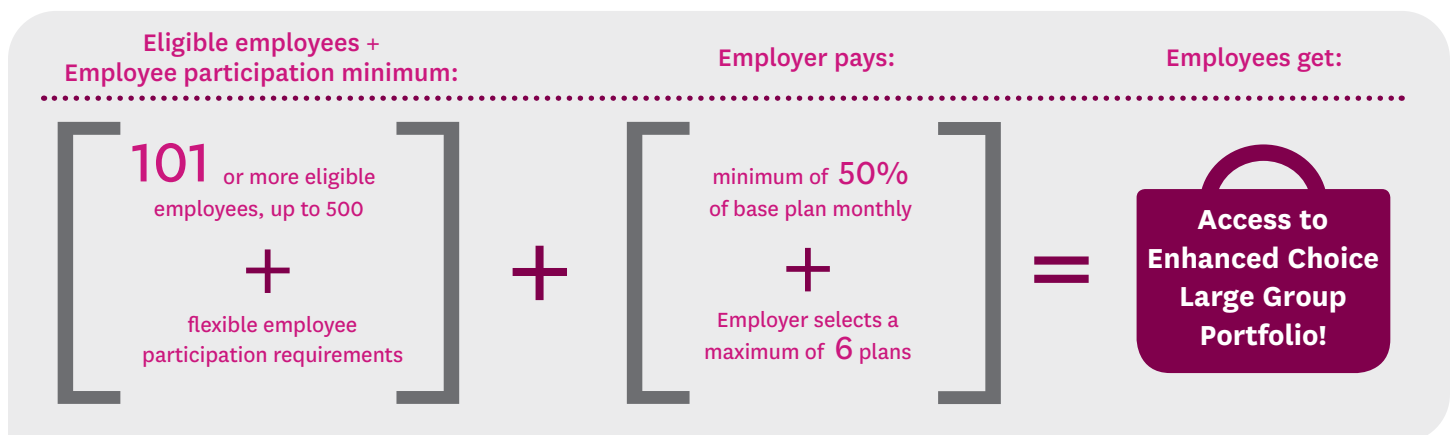 Eligible employees +
Employee participation minimum:
Employer pays:
Employees get:
101 or more eligible
employees, up to 500
+
flexible employee
participation requirements
+
minimum of 50%
of base plan monthly
+
Employer selects a
maximum of 6 plans
=
Access to
Enhanced Choice
Large Group
Portfolio!